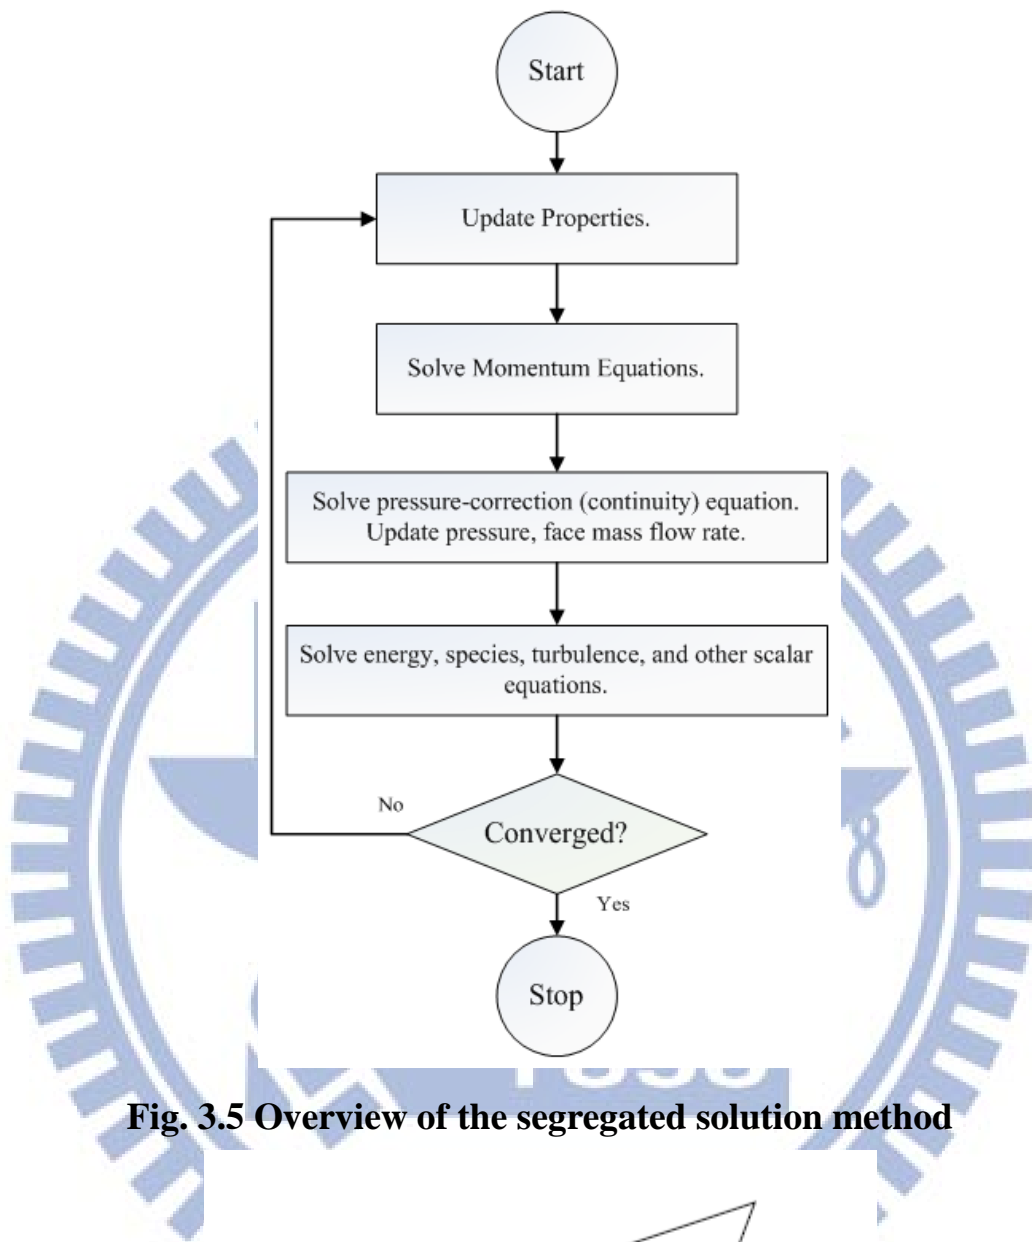 Start
Update Properties.
Solve Momentum Equations.
Solve pressure-correction (continuity) equation.
Update pressure, face mass flow rate.
Solve energy, species, turbulence, and other scalar
equations.
No
Converged?
Yes
Stop
Fig. 3.5 Overview of the segregated solution method